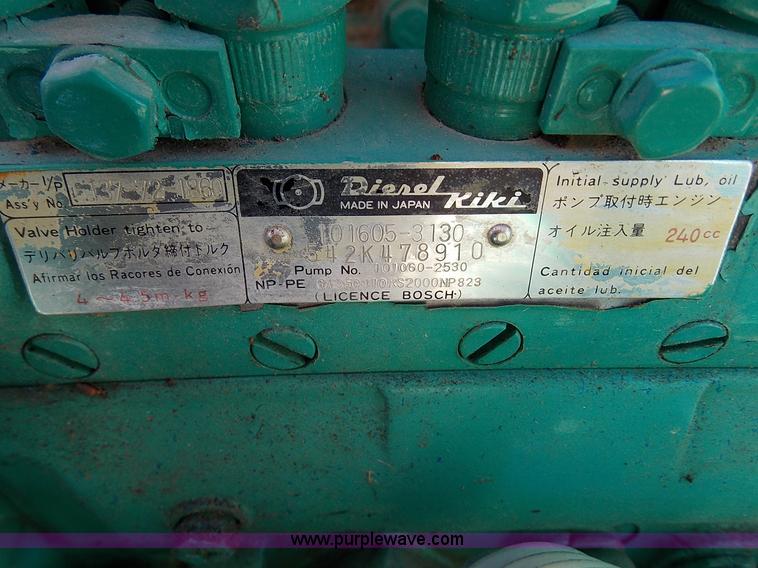 メーカーI/P
Ass'y No
Valve Holder tighten: to
デリバリバルブホルダ締付トルク
Afirmar los Racores de Conexión
4 ～ 4.5 m·kg
Diesel Kiki
MADE IN JAPAN
101605-3130
542K478910
Pump No. 101060-2530
NP-PE
S2000NP823
(LICENCE BOSCH)
Initial supply Lub, oil
ポンプ取付時エンジン
オイル注入量 240cc
Cantidad inicial del
aceite lub.
www.purplewave.com